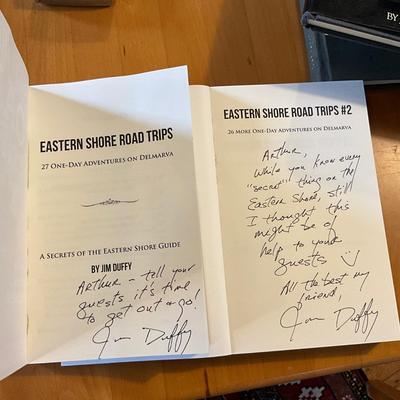 EASTERN SHORE ROAD TRIPS
27 ONE-DAY ADVENTURES ON DELMARVA
A SECRETS OF THE EASTERN SHORE GUIDE
BY JIM DUFFY
Arthur - tell your
guests it's time
to get out & go!
Jim Duffy
EASTERN SHORE ROAD TRIPS #2
26 MORE ONE-DAY ADVENTURES ON DELMARVA
Arthur,
While you know every
"secret" thing on the
Eastern Shore, still
I thought this
might be of
help to your
guests :)
All the best my
friend,
Jim Duffy
BY